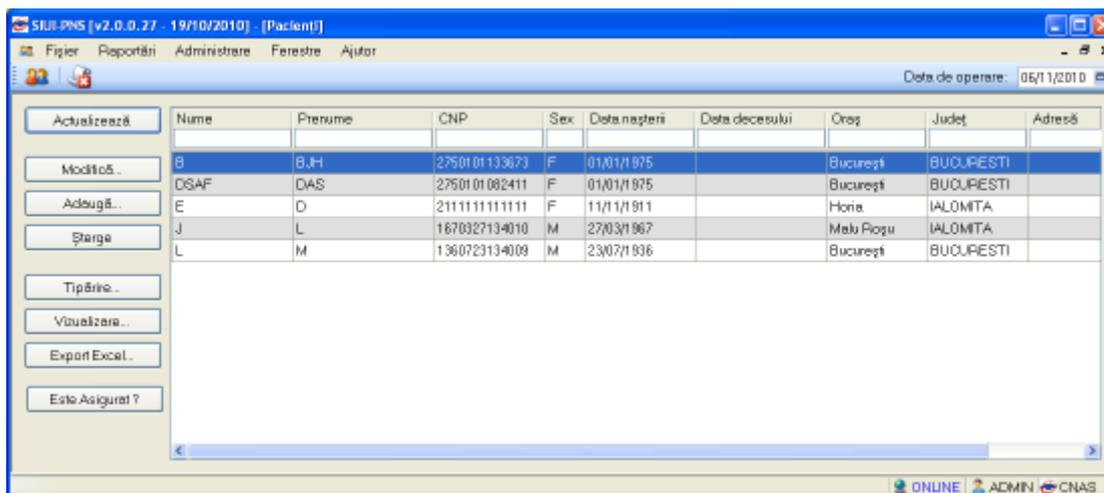 SIUI-PNS [v2.0.0.27 - 19/10/2010] - [Pacienţi]
Fişier Raportări Administrare Ferestre Ajutor
Data de operare: 06/11/2010
Actualizează
Nume Prenume CNP Sex Data naşterii Data decesului Oraş Judeţ Adresă
Modifică...
B BJH 2750101133673 F 01/01/1975 Bucureşti BUCURESTI
DSAF DAS 2750101082411 F 01/01/1975 Bucureşti BUCURESTI
Adaugă...
E D 2111111111111 F 11/11/1911 Horia IALOMITA
Şterge
J L 1670327134010 M 27/03/1967 Malu Roşu IALOMITA
L M 1360723134009 M 23/07/1936 Bucureşti BUCURESTI
Tipărire...
Vizualizare...
Export Excel...
Este Asigurat ?
ONLINE ADMIN CNAS